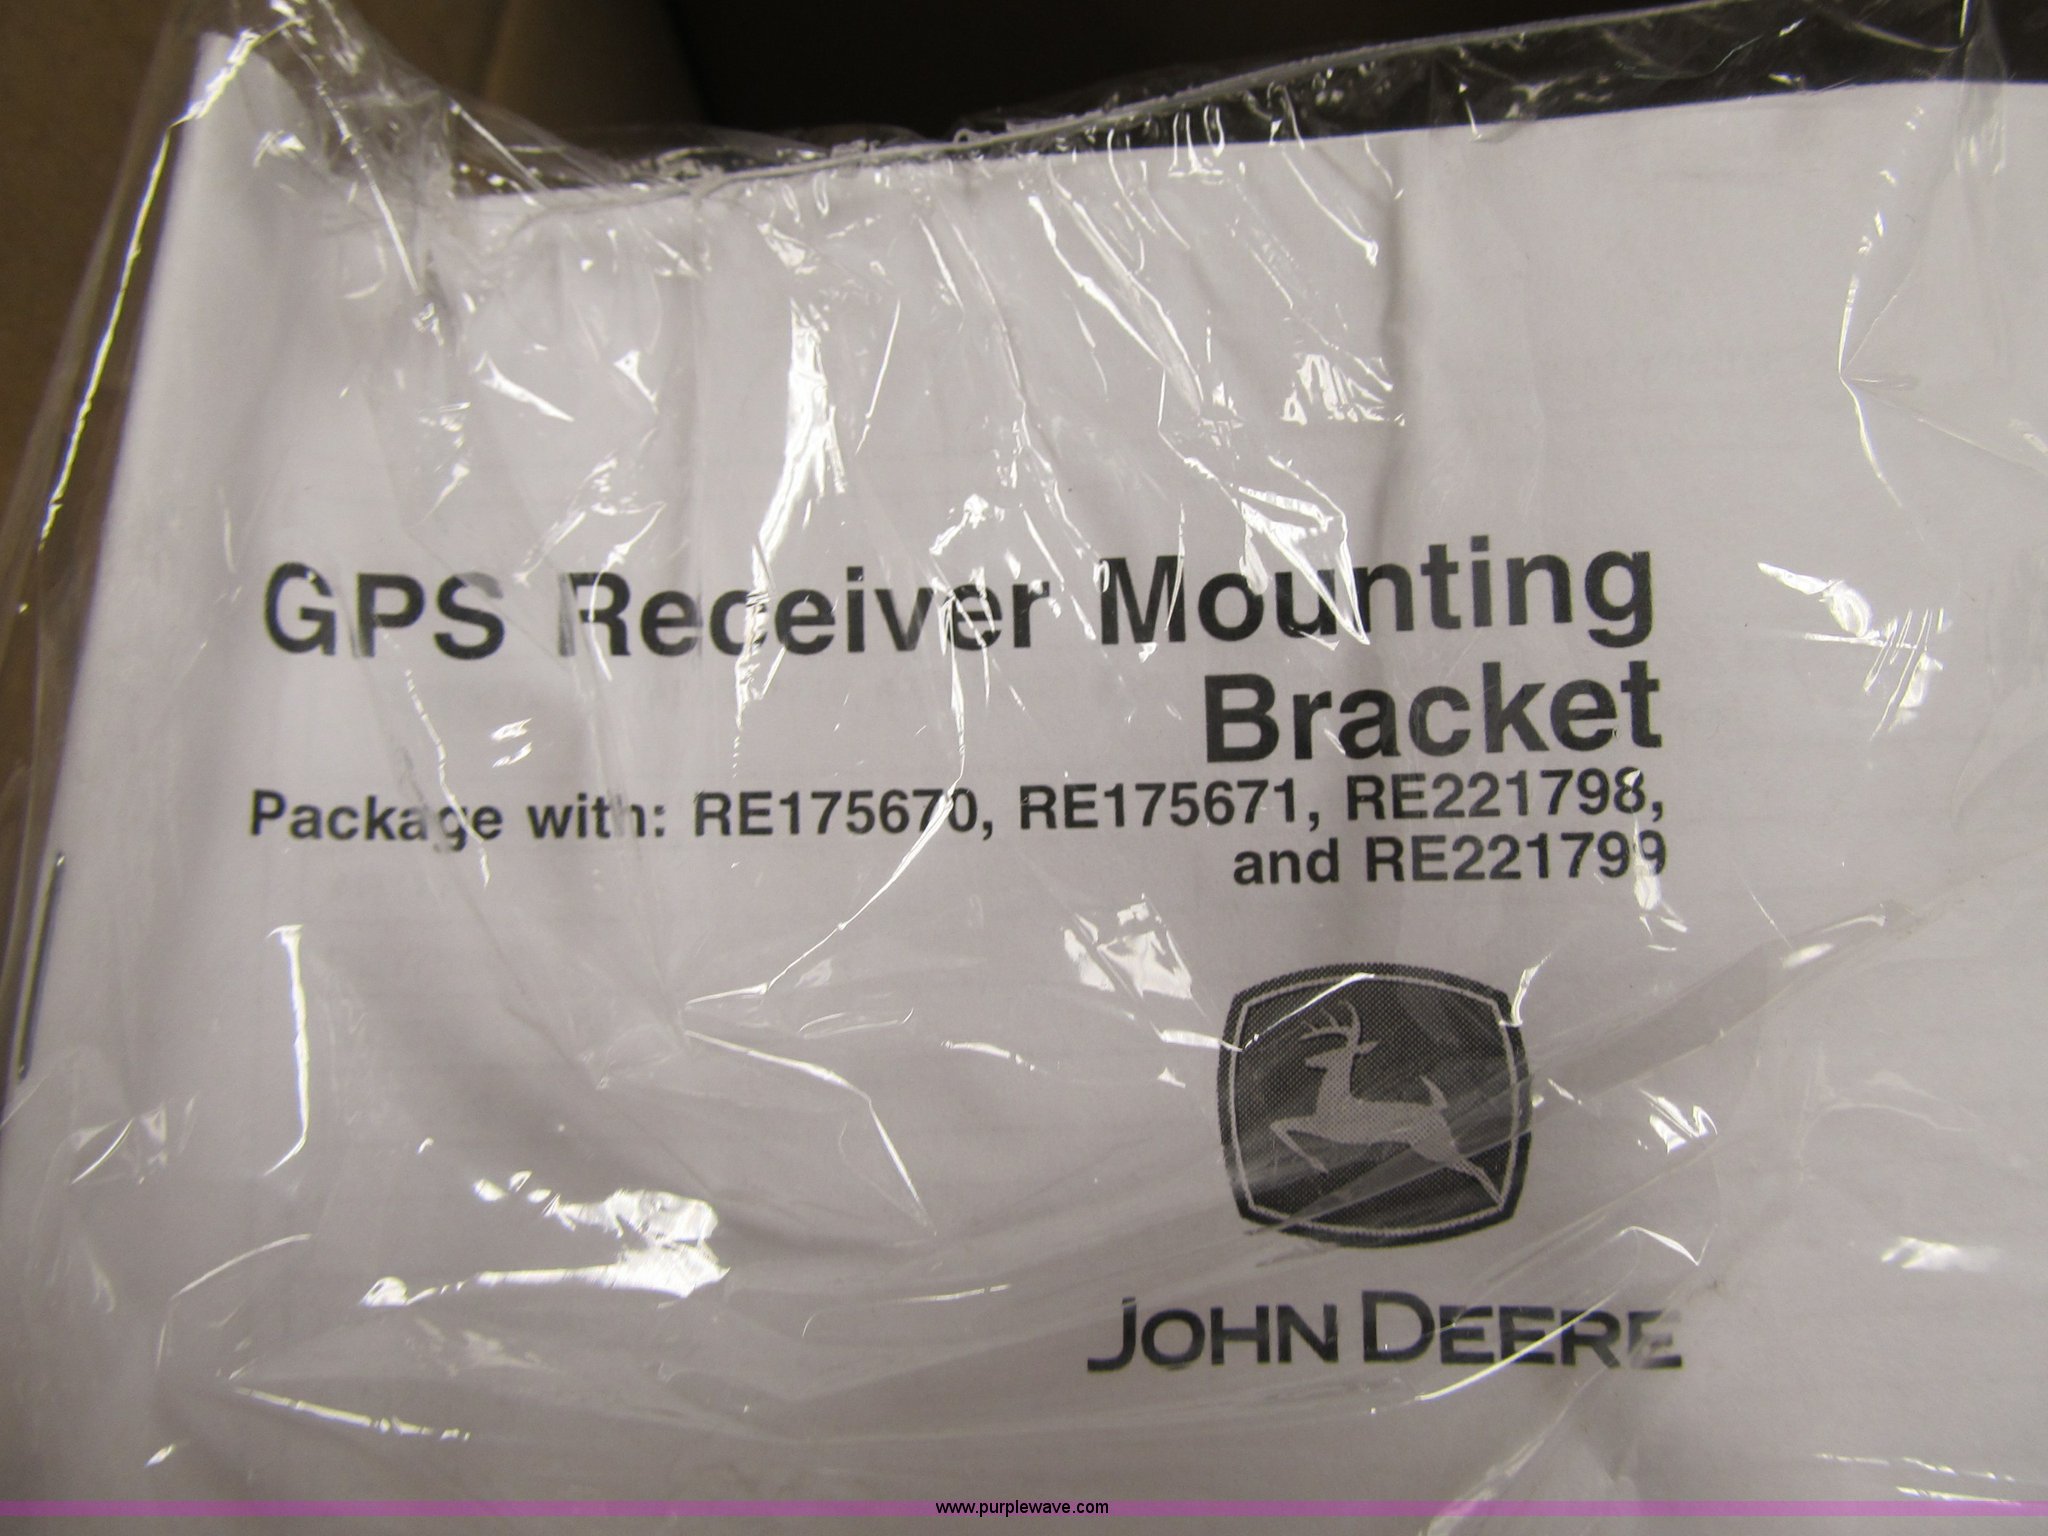 GPS Receiver Mounting
Bracket
Package with: RE175670, RE175671, RE221798,
and RE221799
JOHN DEERE
www.purplewave.com